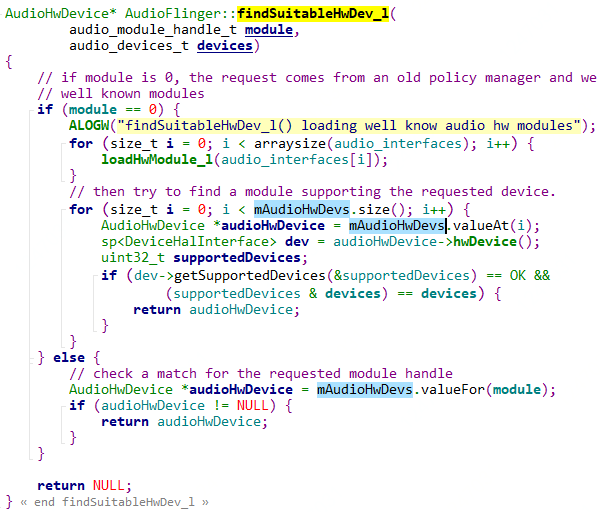 AudioHwDevice* AudioFlinger::findSuitableHwDev_l(
        audio_module_handle_t module,
        audio_devices_t devices)
{
    // if module is 0, the request comes from an old policy manager and we
    // well known modules
    if (module == 0) {
        ALOGW("findSuitableHwDev_l() loading well know audio hw modules");
        for (size_t i = 0; i < arraysize(audio_interfaces); i++) {
            loadHwModule_l(audio_interfaces[i]);
        }
        // then try to find a module supporting the requested device.
        for (size_t i = 0; i < mAudioHwDevs.size(); i++) {
            AudioHwDevice *audioHwDevice = mAudioHwDevs.valueAt(i);
            sp<DeviceHalInterface> dev = audioHwDevice->hwDevice();
            uint32_t supportedDevices;
            if (dev->getSupportedDevices(&supportedDevices) == OK &&
                    (supportedDevices & devices) == devices) {
                return audioHwDevice;
            }
        }
    } else {
        // check a match for the requested module handle
        AudioHwDevice *audioHwDevice = mAudioHwDevs.valueFor(module);
        if (audioHwDevice != NULL) {
            return audioHwDevice;
        }
    }

    return NULL;
} « end findSuitableHwDev_l »